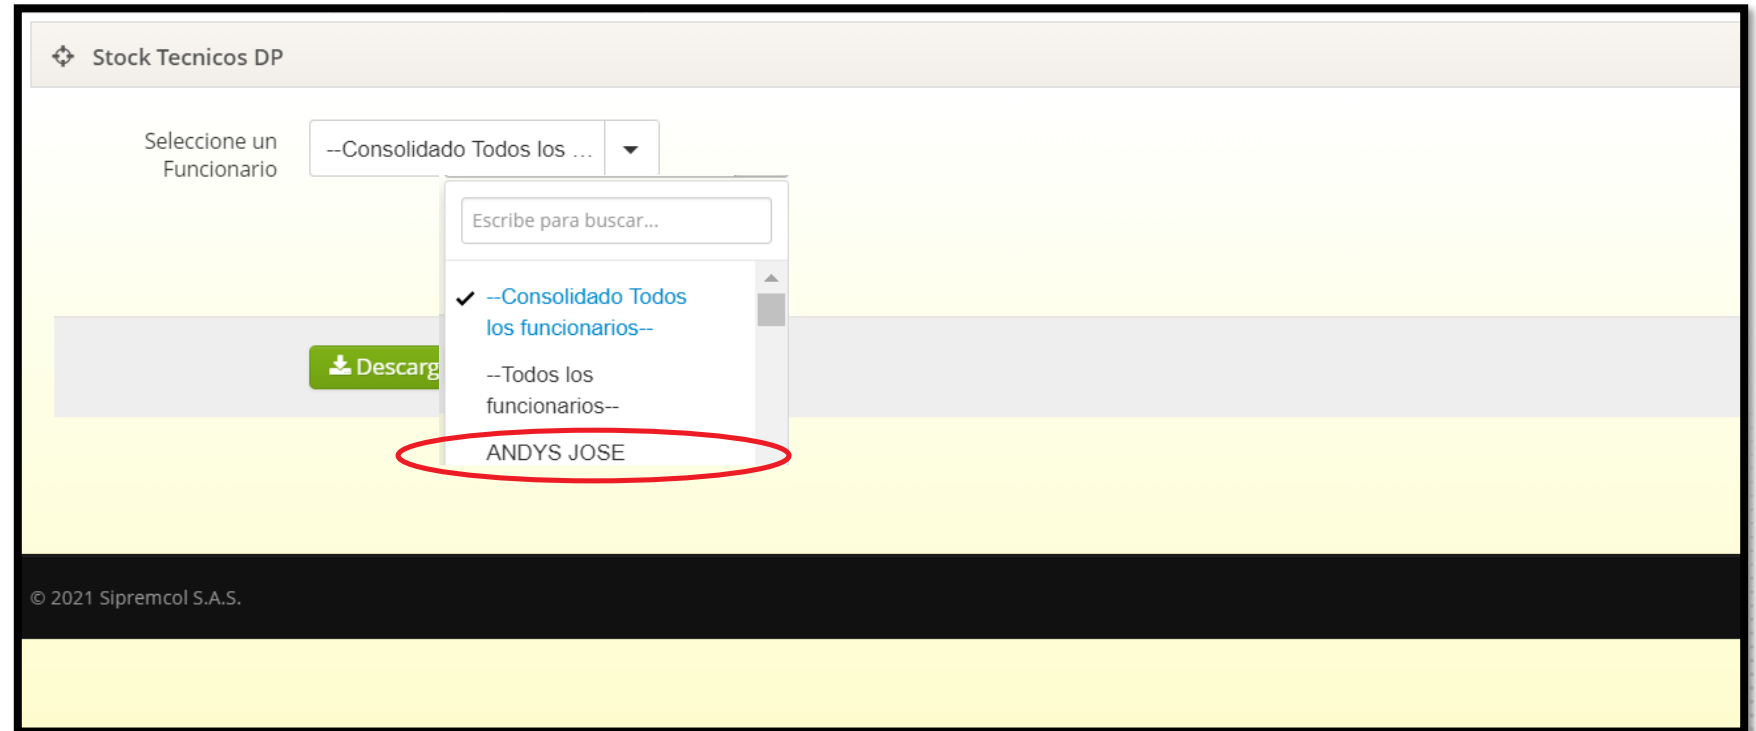 Stock Tecnicos DP
Seleccione un
Funcionario
--Consolidado Todos los ...
Escribe para buscar...
--Consolidado Todos
los funcionarios--
--Todos los
funcionarios--
ANDYS JOSE
Descarg
© 2021 Sipremcol S.A.S.